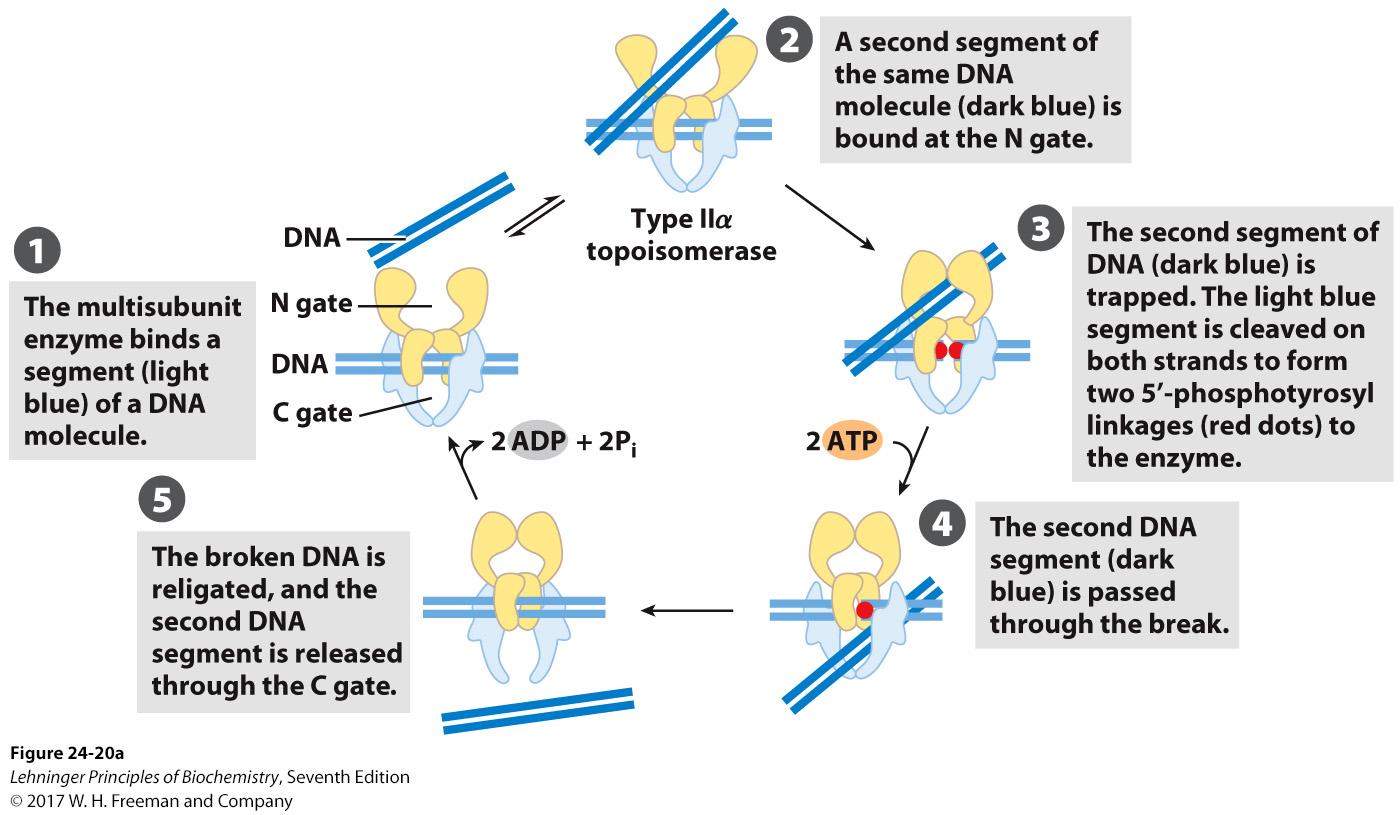 1
The multisubunit
enzyme binds a
segment (light
blue) of a DNA
molecule.
DNA
N gate
DNA
C gate
2
A second segment of
the same DNA
molecule (dark blue) is
bound at the N gate.
Type IIα
topoisomerase
3
The second segment of
DNA (dark blue) is
trapped. The light blue
segment is cleaved on
both strands to form
two 5′-phosphotyrosyl
linkages (red dots) to
the enzyme.
2 ATP
4
The second DNA
segment (dark
blue) is passed
through the break.
5
The broken DNA is
religated, and the
second DNA
segment is released
through the C gate.
2 ADP + 2Pi
Figure 24-20a
Lehninger Principles of Biochemistry, Seventh Edition
© 2017 W. H. Freeman and Company